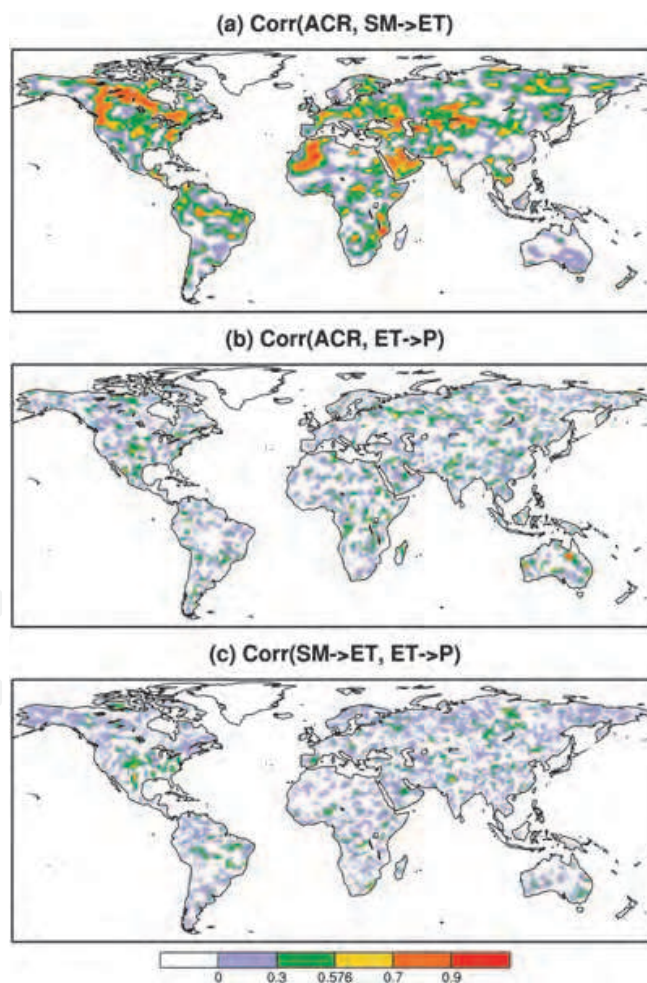 (a) Corr(ACR, SM->ET)
(b) Corr(ACR, ET->P)
(c) Corr(SM->ET, ET->P)
0 0.3 0.576 0.7 0.9